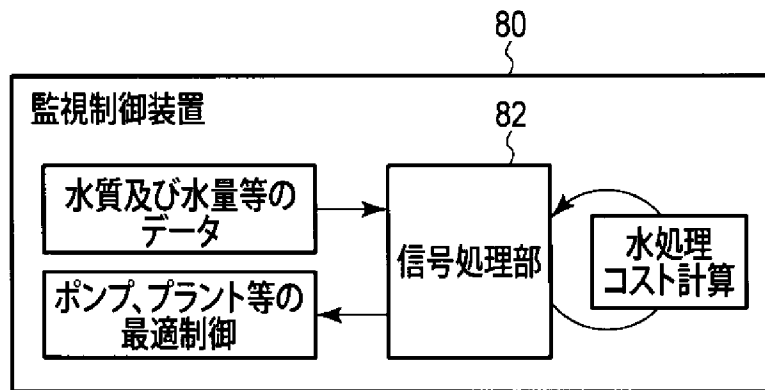 80
監視制御装置
82
水質及び水量等の
データ
信号処理部
水処理
コスト計算
ポンプ、プラント等の
最適制御